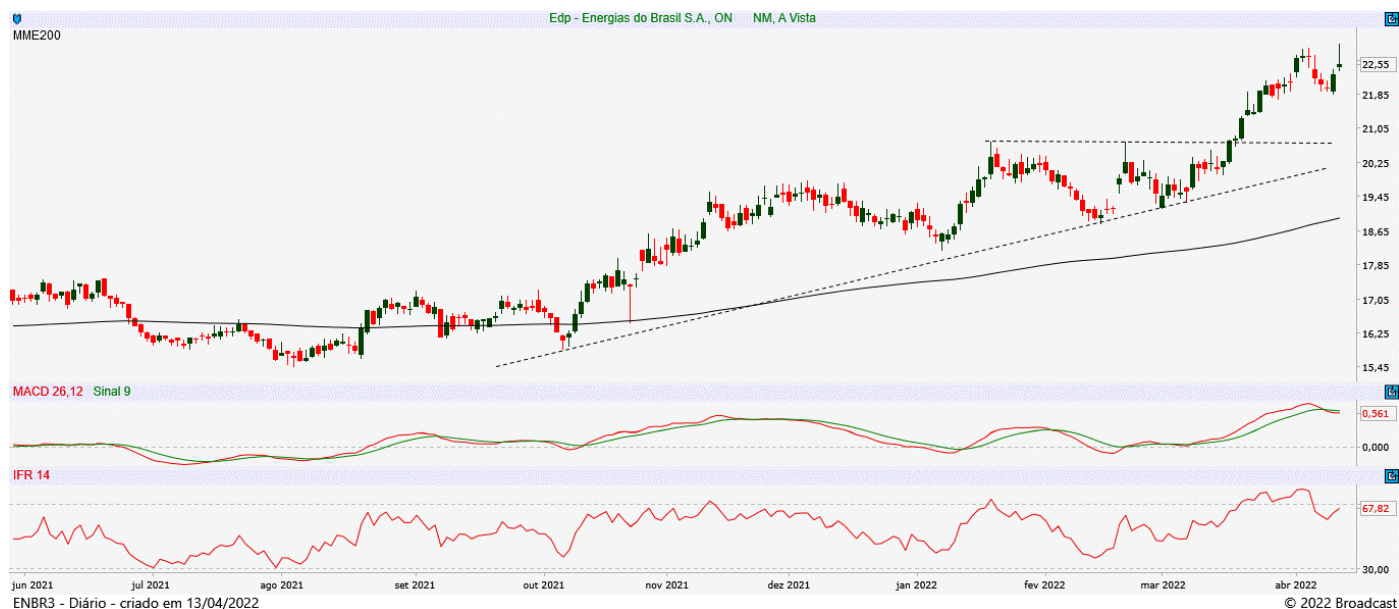 Edp - Energias do Brasil S.A., ON NM, A Vista
MME200
22,55
21,85
21,05
20,25
19,45
18,65
17,85
17,05
16,25
15,45
MACD 26,12 Sinal 9
0,561
0,000
IFR 14
67,82
30,00
jun 2021 jul 2021 ago 2021 set 2021 out 2021 nov 2021 dez 2021 jan 2022 fev 2022 mar 2022 abr 2022
ENBR3 - Diário - criado em 13/04/2022 © 2022 Broadcast